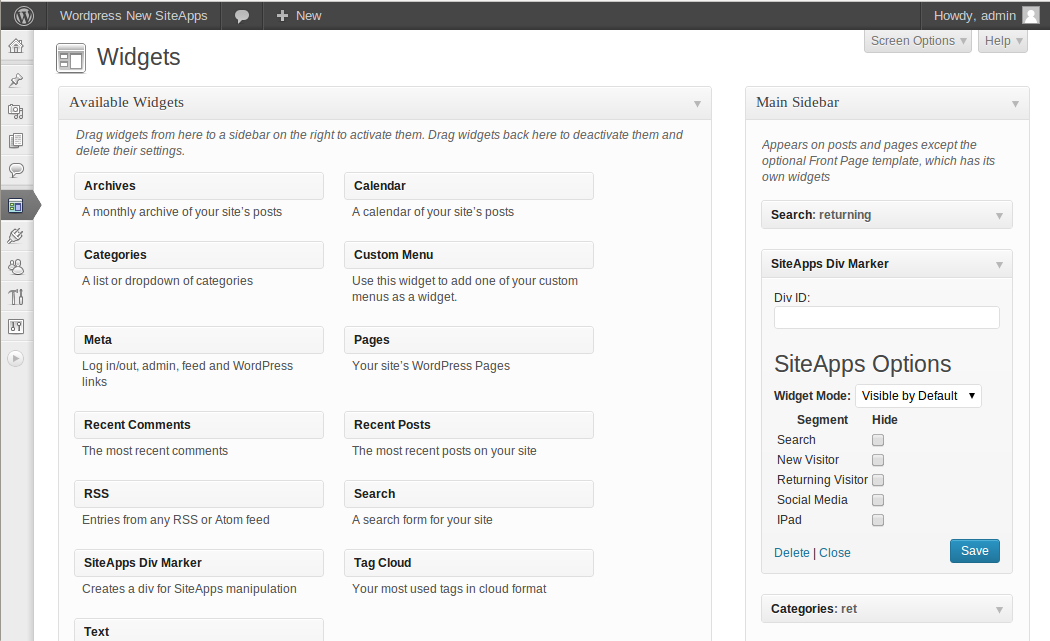 Wordpress New SiteApps New Howdy, admin
Screen Options Help
Widgets
Available Widgets
Drag widgets from here to a sidebar on the right to activate them. Drag widgets back here to deactivate them and
delete their settings.
Archives
A monthly archive of your site's posts
Calendar
A calendar of your site's posts
Categories
A list or dropdown of categories
Custom Menu
Use this widget to add one of your custom
menus as a widget.
Meta
Log in/out, admin, feed and WordPress
links
Pages
Your site's WordPress Pages
Recent Comments
The most recent comments
Recent Posts
The most recent posts on your site
RSS
Entries from any RSS or Atom feed
Search
A search form for your site
SiteApps Div Marker
Creates a div for SiteApps manipulation
Tag Cloud
Your most used tags in cloud format
Text
Main Sidebar
Appears on posts and pages except the
optional Front Page template, which has its
own widgets
Search: returning
SiteApps Div Marker
Div ID:
SiteApps Options
Widget Mode: Visible by Default
Segment Hide
Search
New Visitor
Returning Visitor
Social Media
IPad
Delete | Close Save
Categories: ret